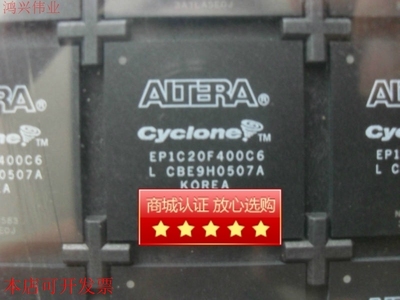 鸿兴伟业
ALTERA®
Cyclone™
EP1C20F400C6
L CBE9H0507A
KOREA
商城认证 放心选购
本店可开发票